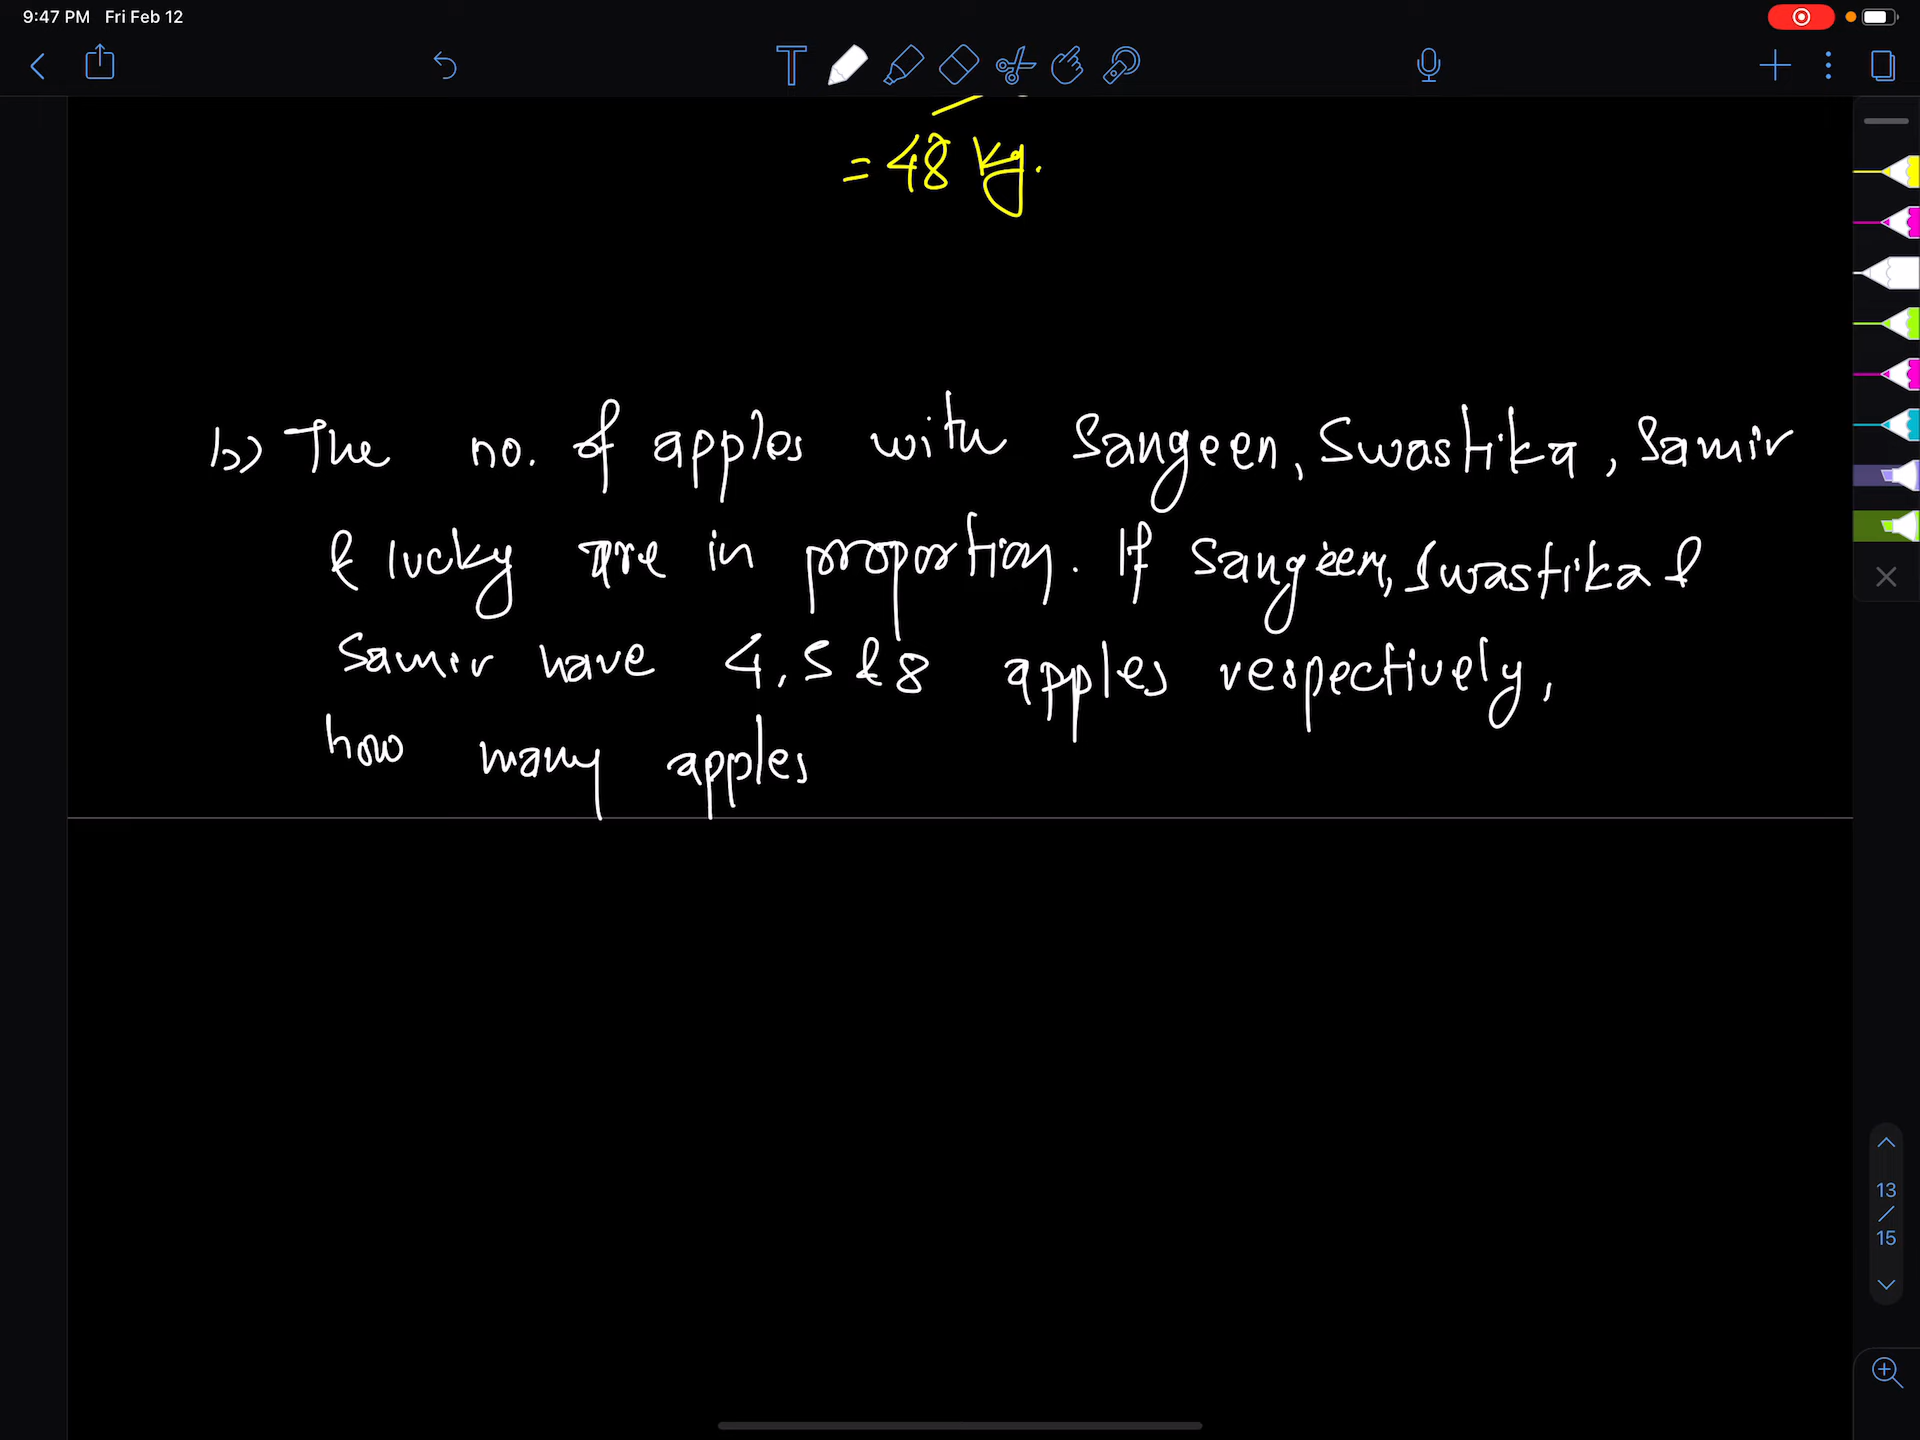 9:47 PM Fri Feb 12
= 48 kg.
b) The no. of apples with Sangeen, Swastika, Samir
& lucky are in proportion. If Sangeen, Swastika &
Samir have 4, 5 & 8 apples respectively,
how many apples
13
/
15